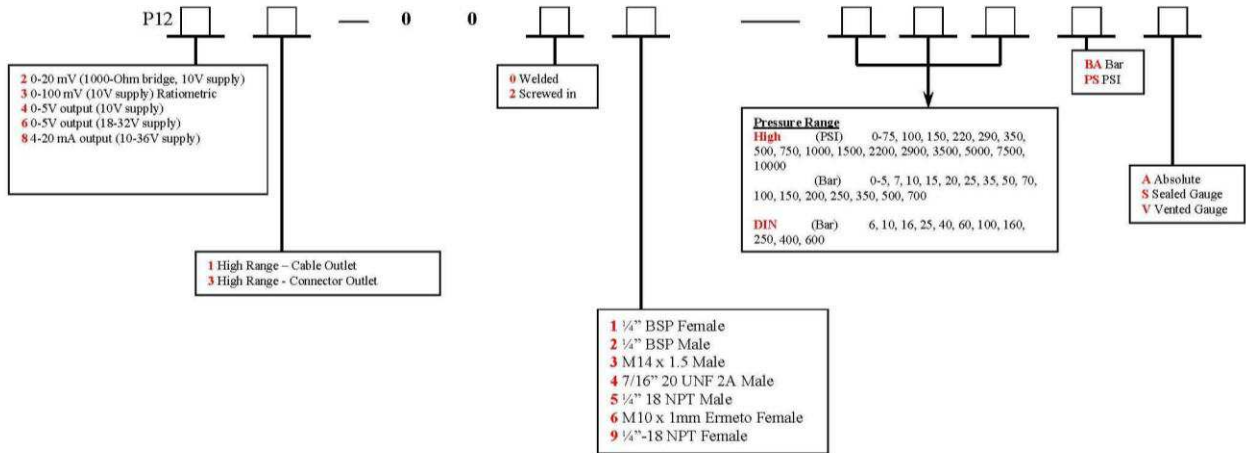 P12 — 0 0 —
2 0-20 mV (1000-Ohm bridge, 10V supply)
3 0-100 mV (10V supply) Ratiometric
4 0-5V output (10V supply)
6 0-5V output (18-32V supply)
8 4-20 mA output (10-36V supply)
0 Welded
2 Screwed in
BA Bar
PS PSI
Pressure Range
High (PSI) 0-75, 100, 150, 220, 290, 350,
500, 750, 1000, 1500, 2200, 2900, 3500, 5000, 7500,
10000
(Bar) 0-5, 7, 10, 15, 20, 25, 35, 50, 70,
100, 150, 200, 250, 350, 500, 700
DIN (Bar) 6, 10, 16, 25, 40, 60, 100, 160,
250, 400, 600
A Absolute
S Sealed Gauge
V Vented Gauge
1 High Range – Cable Outlet
3 High Range - Connector Outlet
1 ¼” BSP Female
2 ¼” BSP Male
3 M14 x 1.5 Male
4 7/16” 20 UNF 2A Male
5 ¼” 18 NPT Male
6 M10 x 1mm Ermeto Female
9 ¼”-18 NPT Female